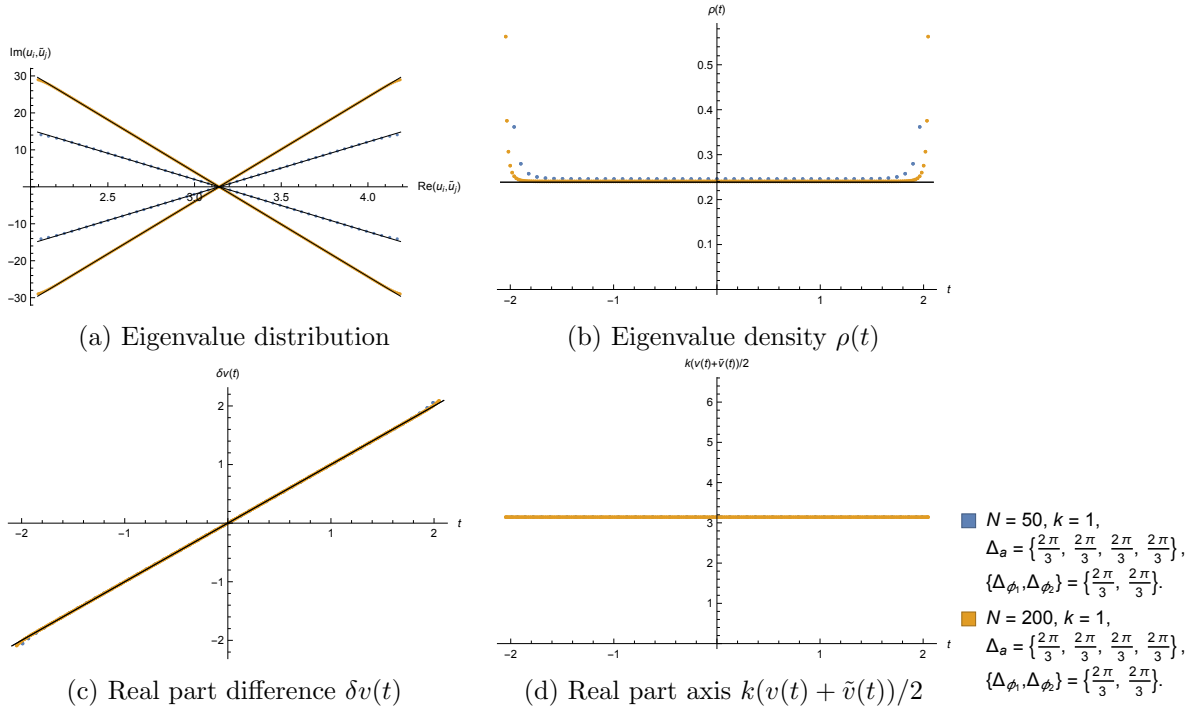 Im(u_i,ũ_j)
30
20
10
-10
-20
-30
2.5
3.0
3.5
4.0
Re(u_i,ũ_j)
(a) Eigenvalue distribution
ρ(t)
0.5
0.4
0.3
0.2
0.1
-2
-1
1
2
t
(b) Eigenvalue density ρ(t)
δv(t)
2
1
-1
-2
-2
-1
1
2
t
(c) Real part difference δv(t)
k(v(t)+ṽ(t))/2
6
5
4
3
2
1
-2
-1
1
2
t
(d) Real part axis k(v(t) + ṽ(t))/2
N = 50, k = 1,
Δ_a = {2π/3, 2π/3, 2π/3, 2π/3},
{Δ_ϕ₁,Δ_ϕ₂} = {2π/3, 2π/3}.
N = 200, k = 1,
Δ_a = {2π/3, 2π/3, 2π/3, 2π/3},
{Δ_ϕ₁,Δ_ϕ₂} = {2π/3, 2π/3}.